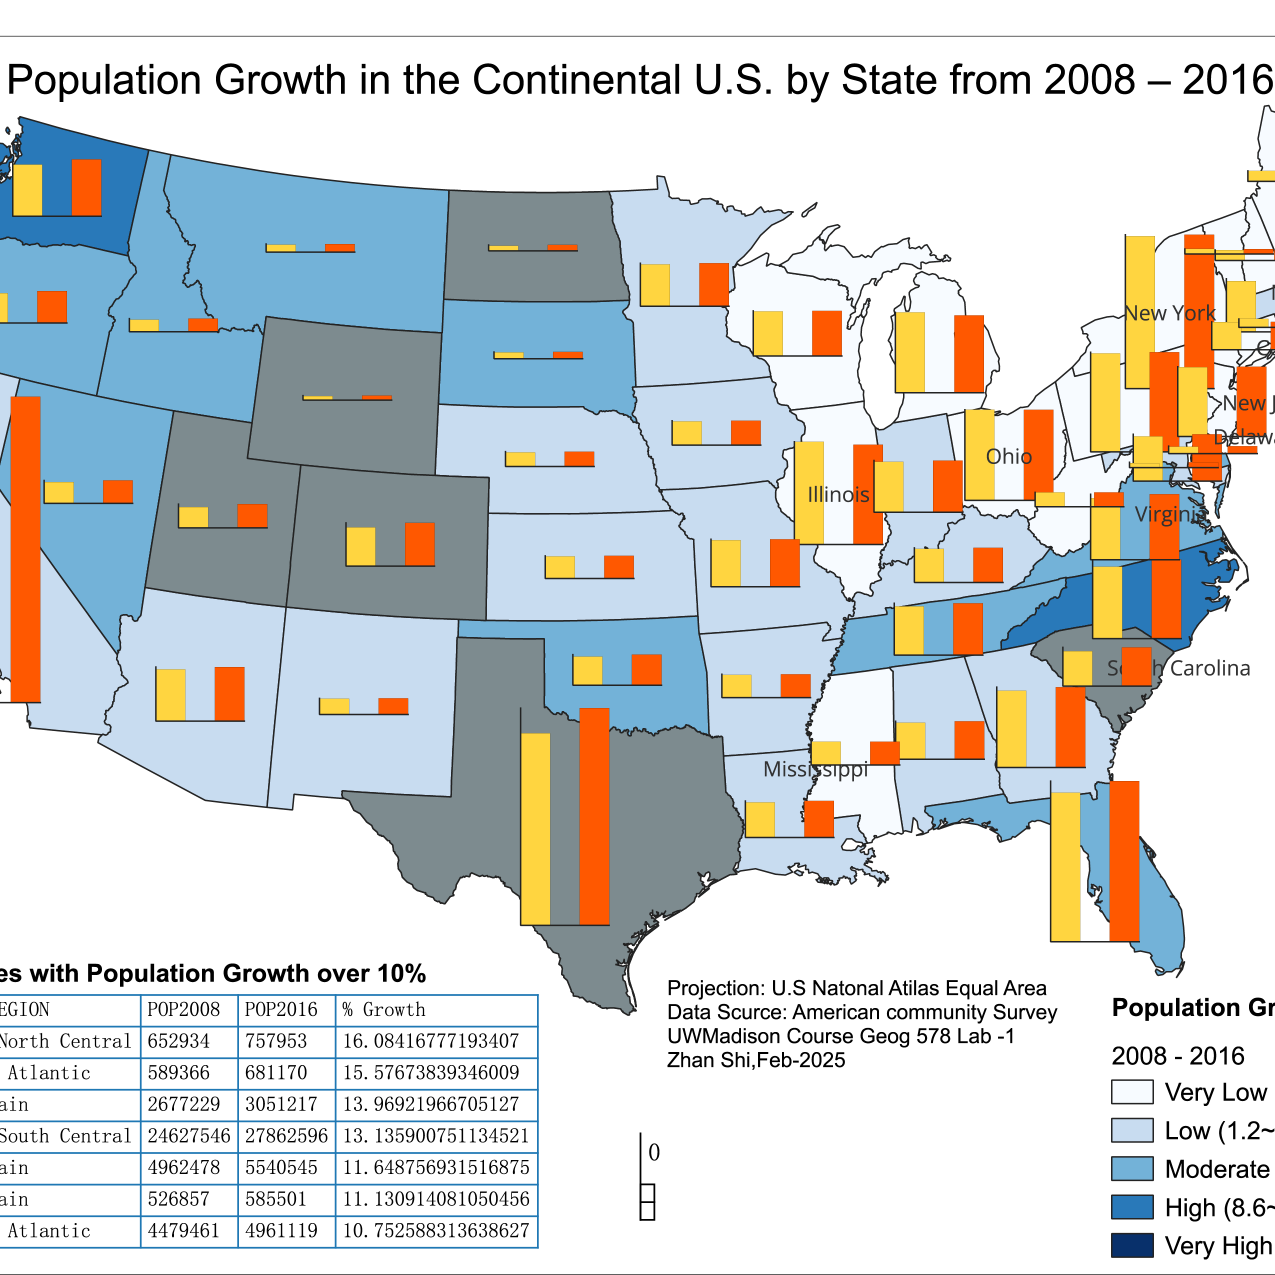 Population Growth in the Continental U.S. by State from 2008 – 2016
New York
New J
Delaw
Ohio
Illinois
Virginia
South Carolina
Mississippi
es with Population Growth over 10%
EGION POP2008 POP2016 % Growth
North Central 652934 757953 16.08416777193407
Atlantic 589366 681170 15.57673839346009
ain 2677229 3051217 13.96921966705127
South Central 24627546 27862596 13.135900751134521
ain 4962478 5540545 11.648756931516875
ain 526857 585501 11.130914081050456
Atlantic 4479461 4961119 10.752588313638627
Projection: U.S Natonal Atilas Equal Area
Data Scurce: American community Survey
UWMadison Course Geog 578 Lab -1
Zhan Shi,Feb-2025
0
Population Gr
2008 - 2016
Very Low
Low (1.2~
Moderate
High (8.6~
Very High